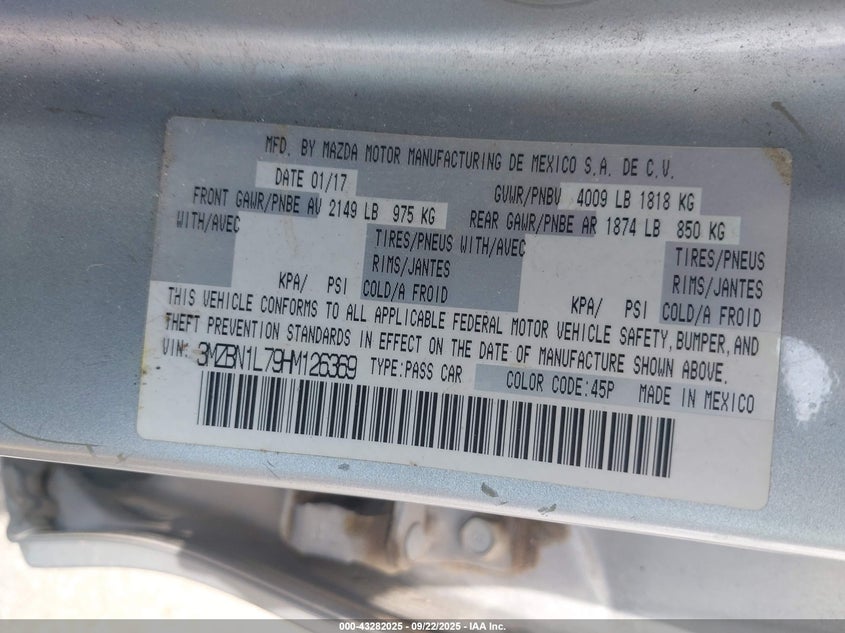 MFD. BY MAZDA MOTOR MANUFACTURING DE MEXICO S.A. DE C.V.
DATE 01/17 GVWR/PNBV 4009 LB 1818 KG
FRONT GAWR/PNBE AV 2149 LB 975 KG REAR GAWR/PNBE AR 1874 LB 850 KG
WITH/AVEC TIRES/PNEUS WITH/AVEC TIRES/PNEUS
RIMS/JANTES RIMS/JANTES
KPA/ PSI COLD/A FROID KPA/ PSI COLD/A FROID
THIS VEHICLE CONFORMS TO ALL APPLICABLE FEDERAL MOTOR VEHICLE SAFETY, BUMPER, AND
THEFT PREVENTION STANDARDS IN EFFECT ON THE DATE OF MANUFACTURE SHOWN ABOVE.
VIN: 3MZBN1L79HM126369 TYPE:PASS CAR COLOR CODE:45P MADE IN MEXICO
000-43282025 - 09/22/2025 - IAA Inc.